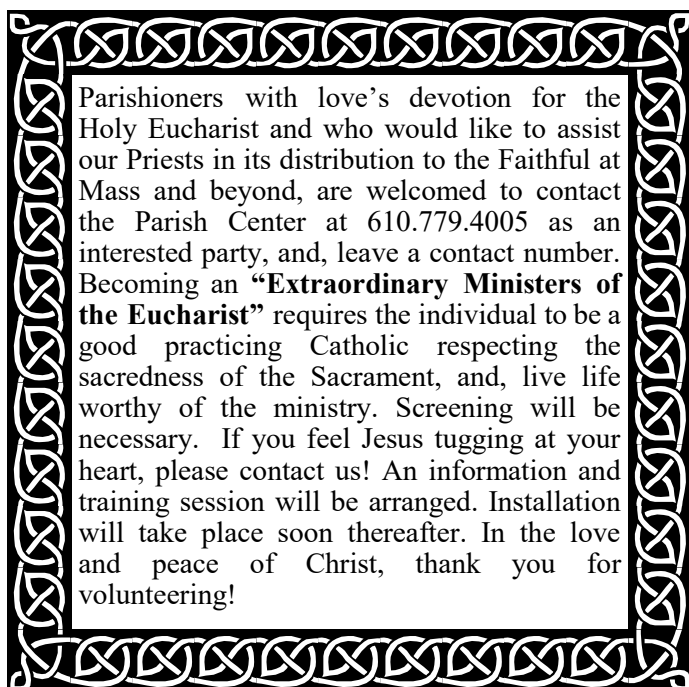 Parishioners with love’s devotion for the
Holy Eucharist and who would like to assist
our Priests in its distribution to the Faithful at
Mass and beyond, are welcomed to contact
the Parish Center at 610.779.4005 as an
interested party, and, leave a contact number.
Becoming an “Extraordinary Ministers of
the Eucharist” requires the individual to be a
good practicing Catholic respecting the
sacredness of the Sacrament, and, live life
worthy of the ministry. Screening will be
necessary.  If you feel Jesus tugging at your
heart, please contact us! An information and
training session will be arranged. Installation
will take place soon thereafter. In the love
and peace of Christ, thank you for
volunteering!